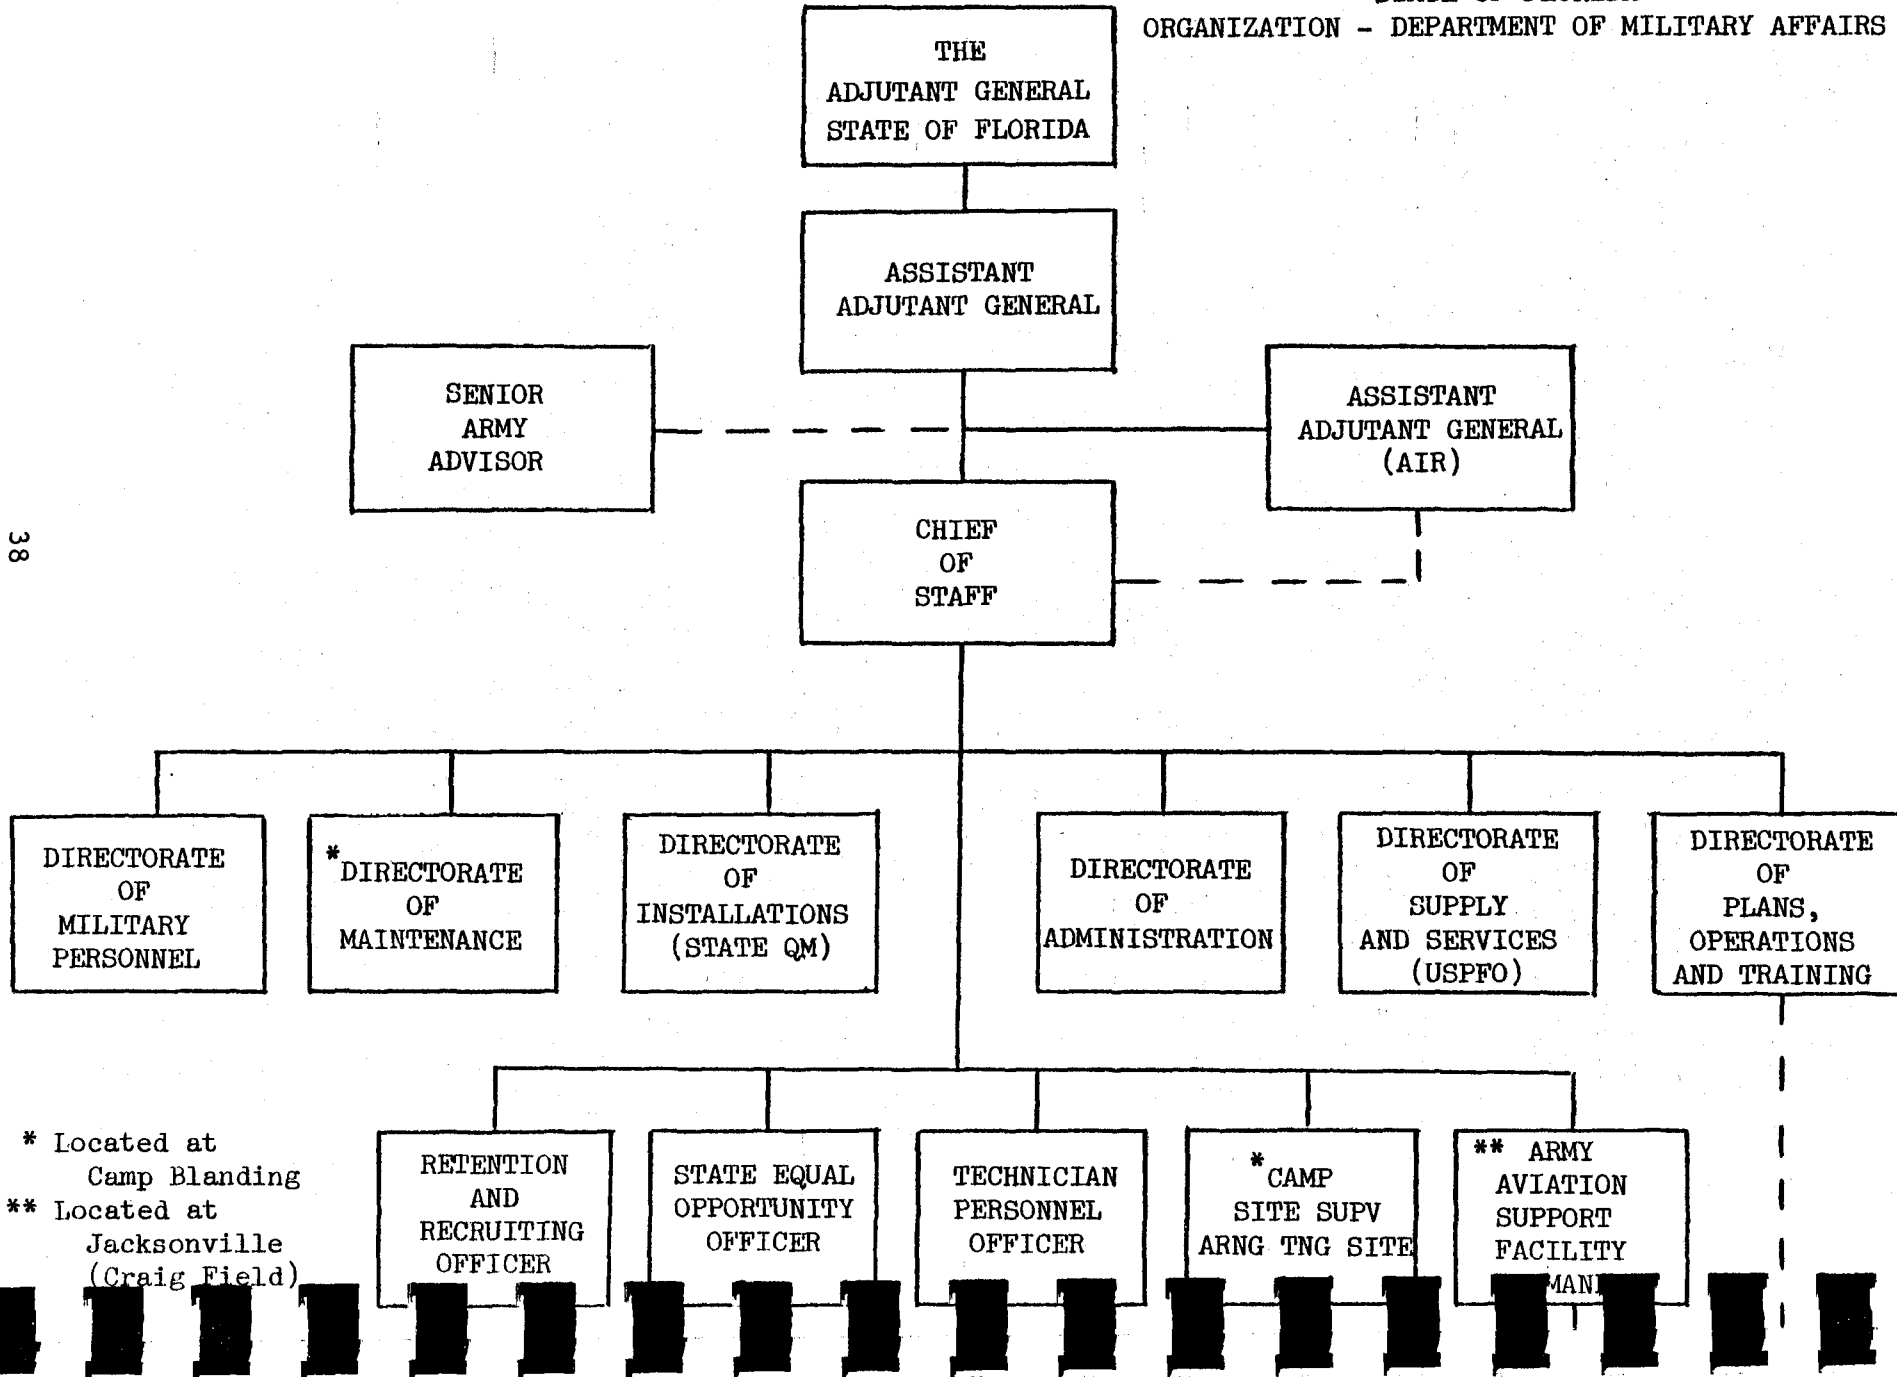 ORGANIZATION - DEPARTMENT OF MILITARY AFFAIRS
THE
ADJUTANT GENERAL
STATE OF FLORIDA
ASSISTANT
ADJUTANT GENERAL
SENIOR
ARMY
ADVISOR
ASSISTANT
ADJUTANT GENERAL
(AIR)
CHIEF
OF
STAFF
38
DIRECTORATE
OF
MILITARY
PERSONNEL
*DIRECTORATE
OF
MAINTENANCE
DIRECTORATE
OF
INSTALLATIONS
(STATE QM)
DIRECTORATE
OF
ADMINISTRATION
DIRECTORATE
OF
SUPPLY
AND SERVICES
(USPFO)
DIRECTORATE
OF
PLANS,
OPERATIONS
AND TRAINING
* Located at
Camp Blanding
** Located at
Jacksonville
(Craig Field)
RETENTION
AND
RECRUITING
OFFICER
STATE EQUAL
OPPORTUNITY
OFFICER
TECHNICIAN
PERSONNEL
OFFICER
*CAMP
SITE SUPV
ARNG TNG SITE
** ARMY
AVIATION
SUPPORT
FACILITY